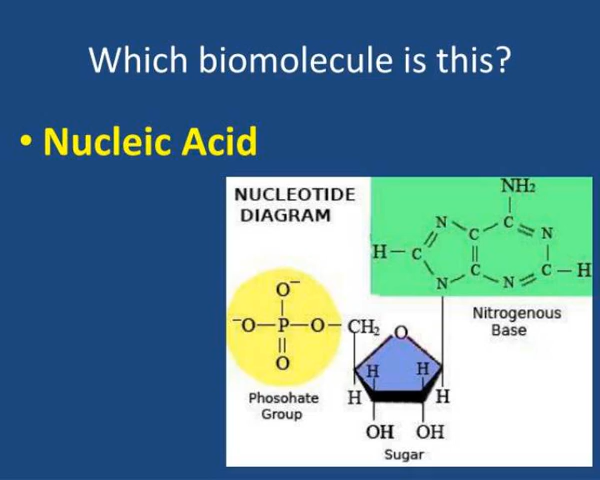 Which biomolecule is this?
• Nucleic Acid
NUCLEOTIDE
DIAGRAM
NH₂
N C C N
H—C C C—H
N N
O⁻
⁻O—P—O—CH₂ O
O
Nitrogenous
Base
H H
Phosohate
Group
H H
OH OH
Sugar